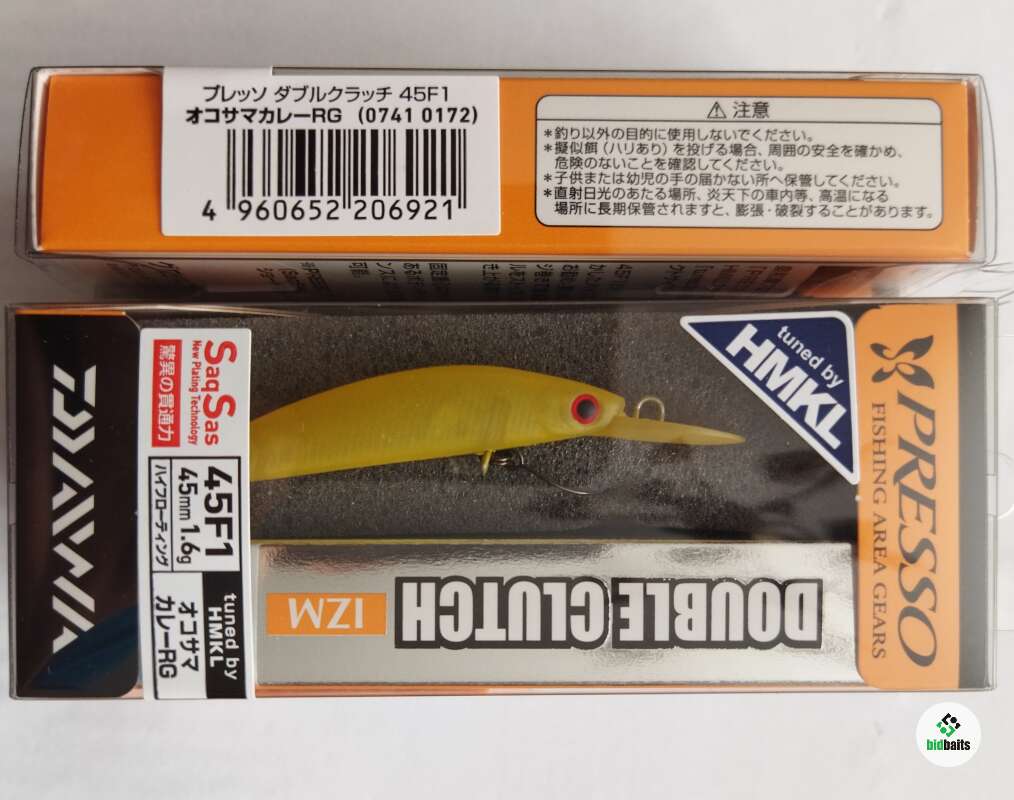 プレッソ ダブルクラッチ 45F1
オコサマカレーRG (0741 0172)
4 960652 206921
⚠ 注意
*釣り以外の目的に使用しないでください。
*擬似餌(ハリあり)を投げる場合、周囲の安全を確かめ、
危険のないことを確認してください。
*子供または幼児の手の届かない所へ保管してください。
*直射日光のあたる場所、炎天下の車内等、高温になる
場所に長期保管されますと、膨張・破裂することがあります。
DAIWA
SaqSas
New Plating Technology
驚異の貫通力
45F1
45mm 1.6g
ハイフローティング
tuned by
HMKL
オコサマ
カレーRG
tuned by
HMKL
DOUBLE CLUTCH
IZM
PRESSO
FISHING AREA GEARS
bidbaits